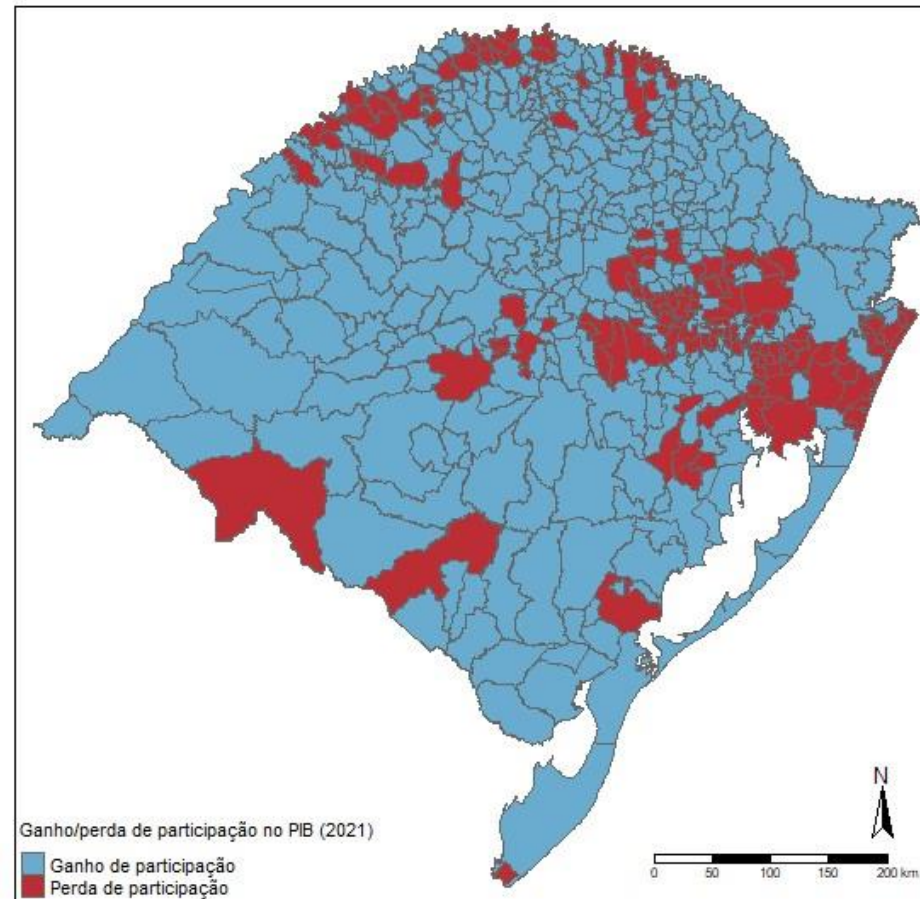 N
Ganho/perda de participação no PIB (2021)
Ganho de participação
Perda de participação
0 50 100 150 200 km